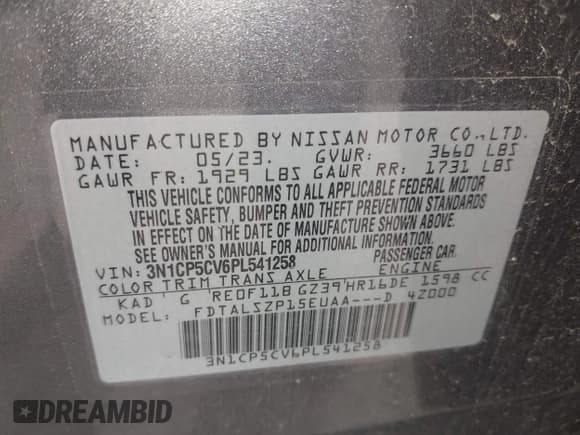 MANUFACTURED BY NISSAN MOTOR CO.,LTD.
DATE: 05/23. GVWR: 3660 LBS
GAWR FR: 1929 LBS GAWR RR: 1731 LBS
THIS VEHICLE CONFORMS TO ALL APPLICABLE FEDERAL MOTOR
VEHICLE SAFETY, BUMPER AND THEFT PREVENTION STANDARDS
IN EFFECT ON THE DATE OF MANUFACTURE SHOWN ABOVE.
SEE OWNER'S MANUAL FOR ADDITIONAL INFORMATION.
VIN: 3N1CP5CV6PL541258 PASSENGER CAR.
COLOR TRIM TRANS AXLE ENGINE
KAD G RE0F11B GZ39 HR16DE 1598 CC
MODEL: FDTALSZP15EUAA---D 42000
3N1CP5CV6PL541258
DREAMBID